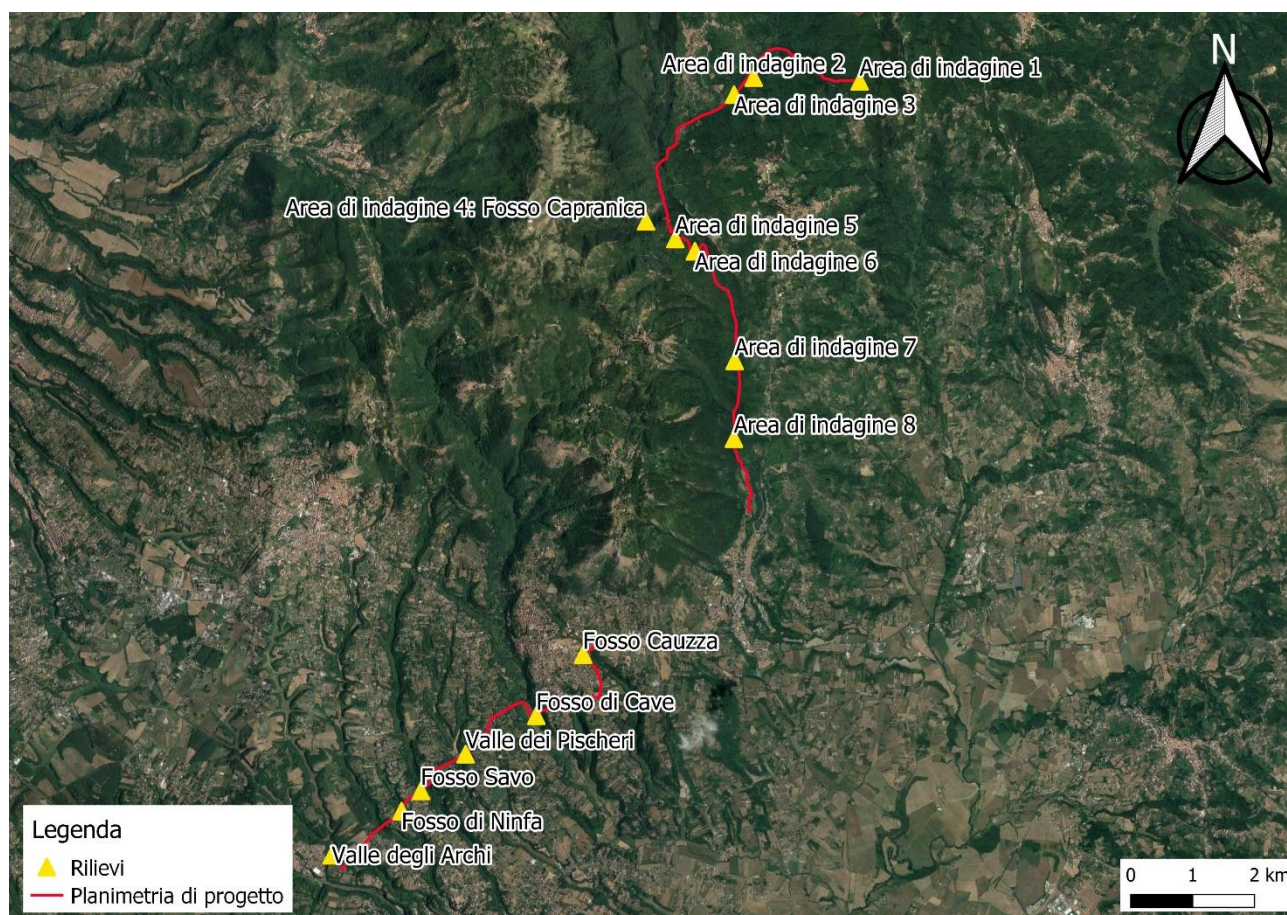 N
Area di indagine 2
Area di indagine 1
Area di indagine 3
Area di indagine 4: Fosso Capranica
Area di indagine 5
Area di indagine 6
Area di indagine 7
Area di indagine 8
Fosso Cauzza
Fosso di Cave
Valle dei Pischeri
Fosso Savo
Fosso di Ninfa
Valle degli Archi
Legenda
Rilievi
Planimetria di progetto
0 1 2 km